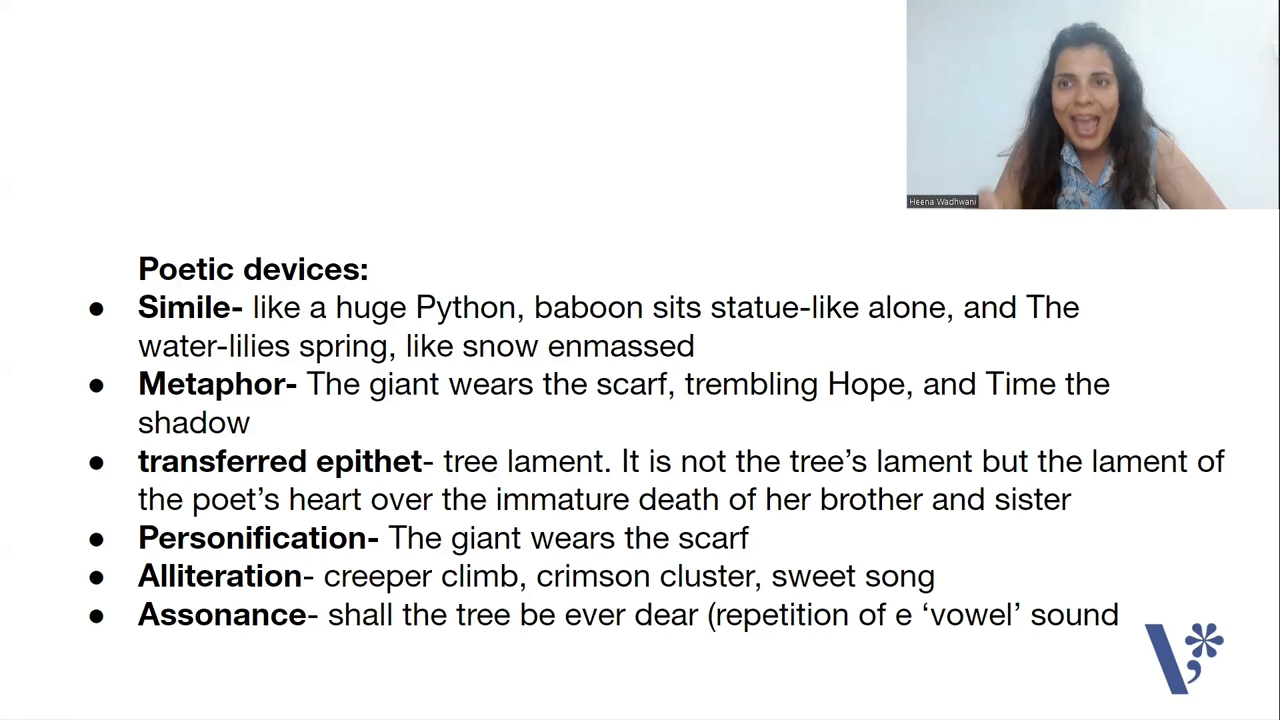 Heena Wadhwani
Poetic devices:
● Simile- like a huge Python, baboon sits statue-like alone, and The
water-lilies spring, like snow enmassed
● Metaphor- The giant wears the scarf, trembling Hope, and Time the
shadow
● transferred epithet- tree lament. It is not the tree’s lament but the lament of
the poet’s heart over the immature death of her brother and sister
● Personification- The giant wears the scarf
● Alliteration- creeper climb, crimson cluster, sweet song
● Assonance- shall the tree be ever dear (repetition of e ‘vowel’ sound